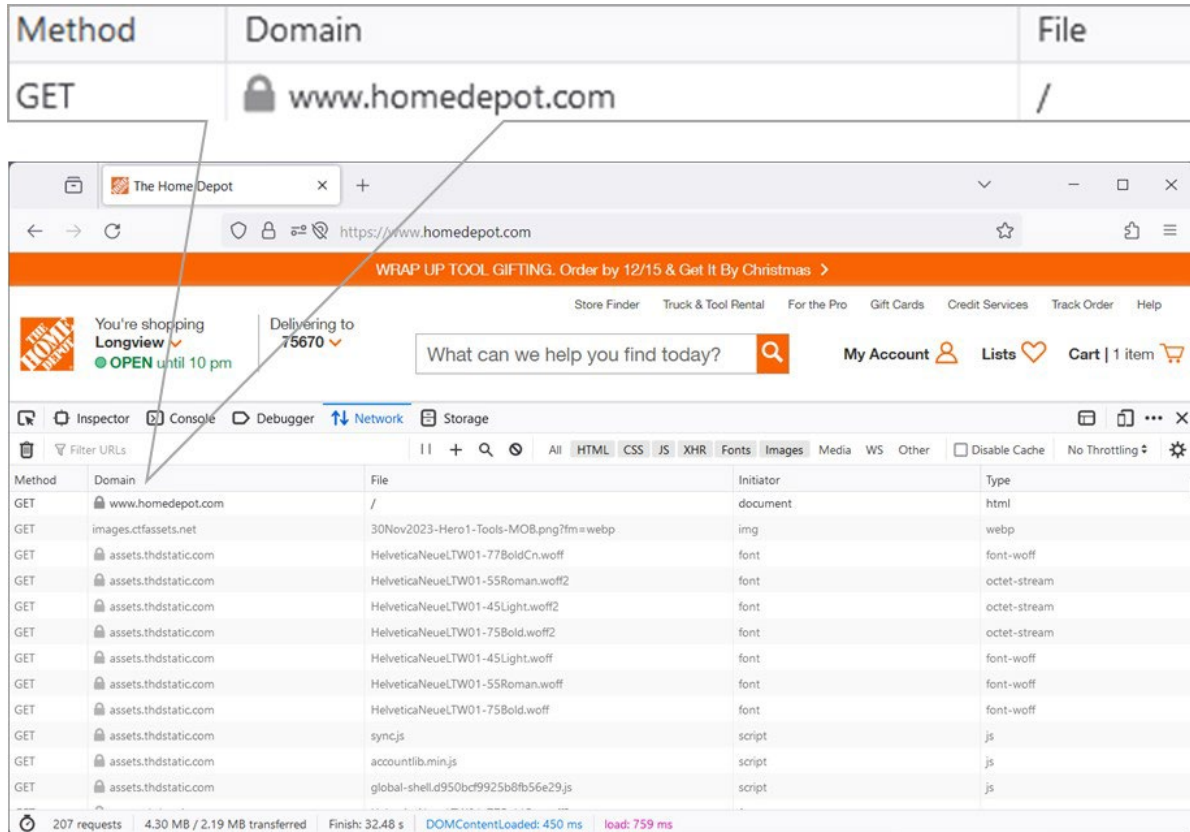 Method Domain File
GET www.homedepot.com /
The Home Depot
https://www.homedepot.com
WRAP UP TOOL GIFTING. Order by 12/15 & Get It By Christmas >
Store Finder Truck & Tool Rental For the Pro Gift Cards Credit Services Track Order Help
THE HOME DEPOT
You're shopping Delivering to
Longview 75670
OPEN until 10 pm
What can we help you find today?
My Account Lists Cart | 1 item
Inspector Console Debugger Network Storage
Filter URLs All HTML CSS JS XHR Fonts Images Media WS Other Disable Cache No Throttling
Method Domain File Initiator Type
GET www.homedepot.com / document html
GET images.ctfassets.net 30Nov2023-Hero1-Tools-MOB.png?fm=webp img webp
GET assets.thdstatic.com HelveticaNeueLTW01-77BoldCn.woff font font-woff
GET assets.thdstatic.com HelveticaNeueLTW01-55Roman.woff2 font octet-stream
GET assets.thdstatic.com HelveticaNeueLTW01-45Light.woff2 font octet-stream
GET assets.thdstatic.com HelveticaNeueLTW01-75Bold.woff2 font octet-stream
GET assets.thdstatic.com HelveticaNeueLTW01-45Light.woff font font-woff
GET assets.thdstatic.com HelveticaNeueLTW01-55Roman.woff font font-woff
GET assets.thdstatic.com HelveticaNeueLTW01-75Bold.woff font font-woff
GET assets.thdstatic.com sync.js script js
GET assets.thdstatic.com accountlib.min.js script js
GET assets.thdstatic.com global-shell.d950bcf9925b8fb56e29.js script js
207 requests 4.30 MB / 2.19 MB transferred Finish: 32.48 s DOMContentLoaded: 450 ms load: 759 ms